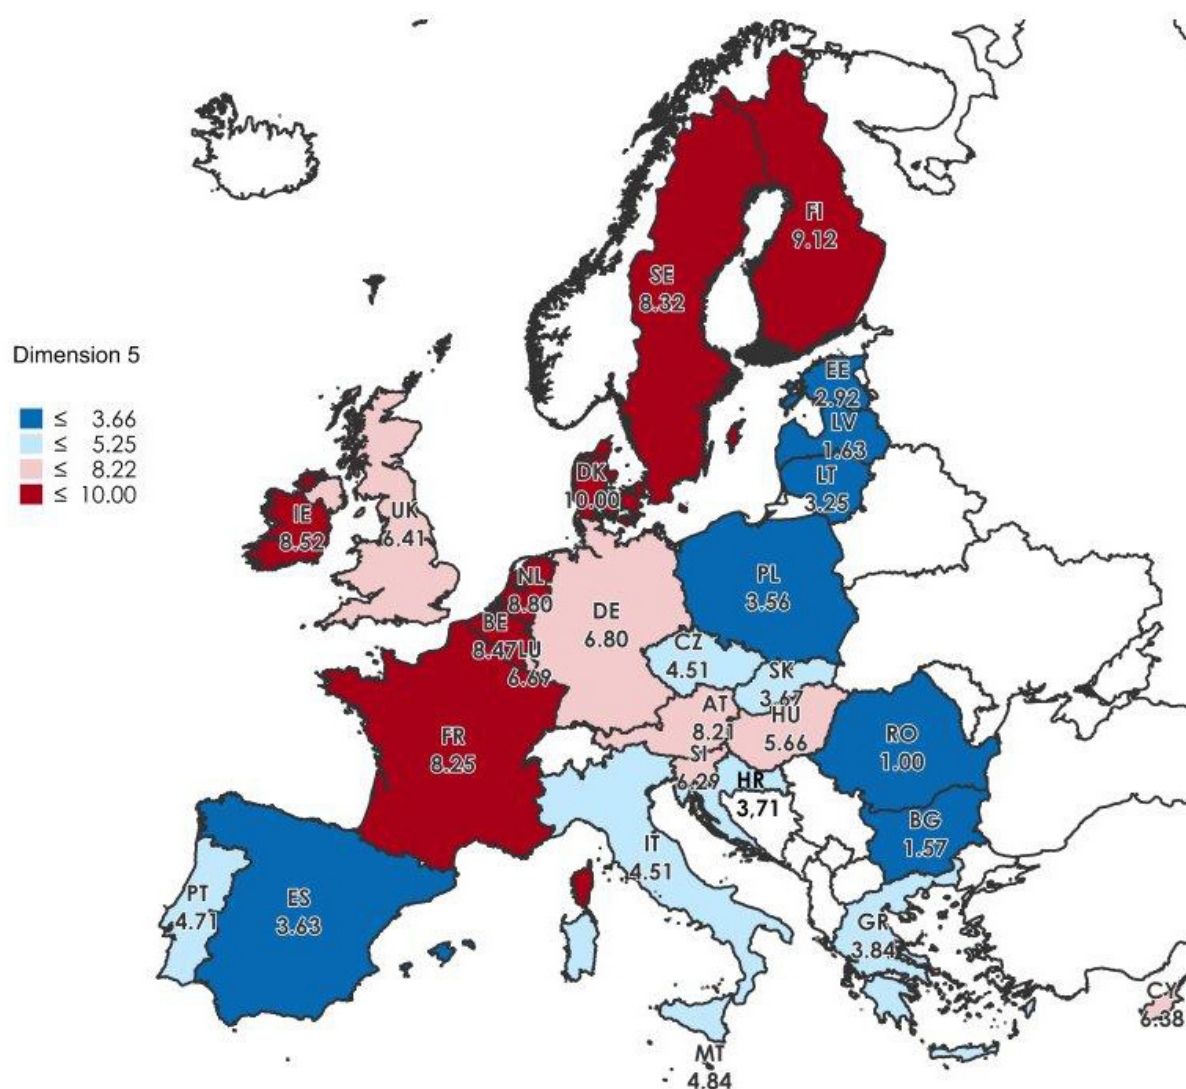 FI
9.12
SE
8.32
Dimension 5
≤ 3.66
≤ 5.25
≤ 8.22
≤ 10.00
EE
2.92
LV
1.63
LT
3.25
DK
10.00
IE
8.52
UK
6.41
NL
8.80
BE
8.47
LU
6.69
DE
6.80
PL
3.56
CZ
4.51
SK
3.67
AT
8.21
HU
5.66
SI
6.29
HR
3,71
FR
8.25
RO
1.00
BG
1.57
IT
4.51
PT
4.71
ES
3.63
GR
3.84
CY
6.38
MT
4.84